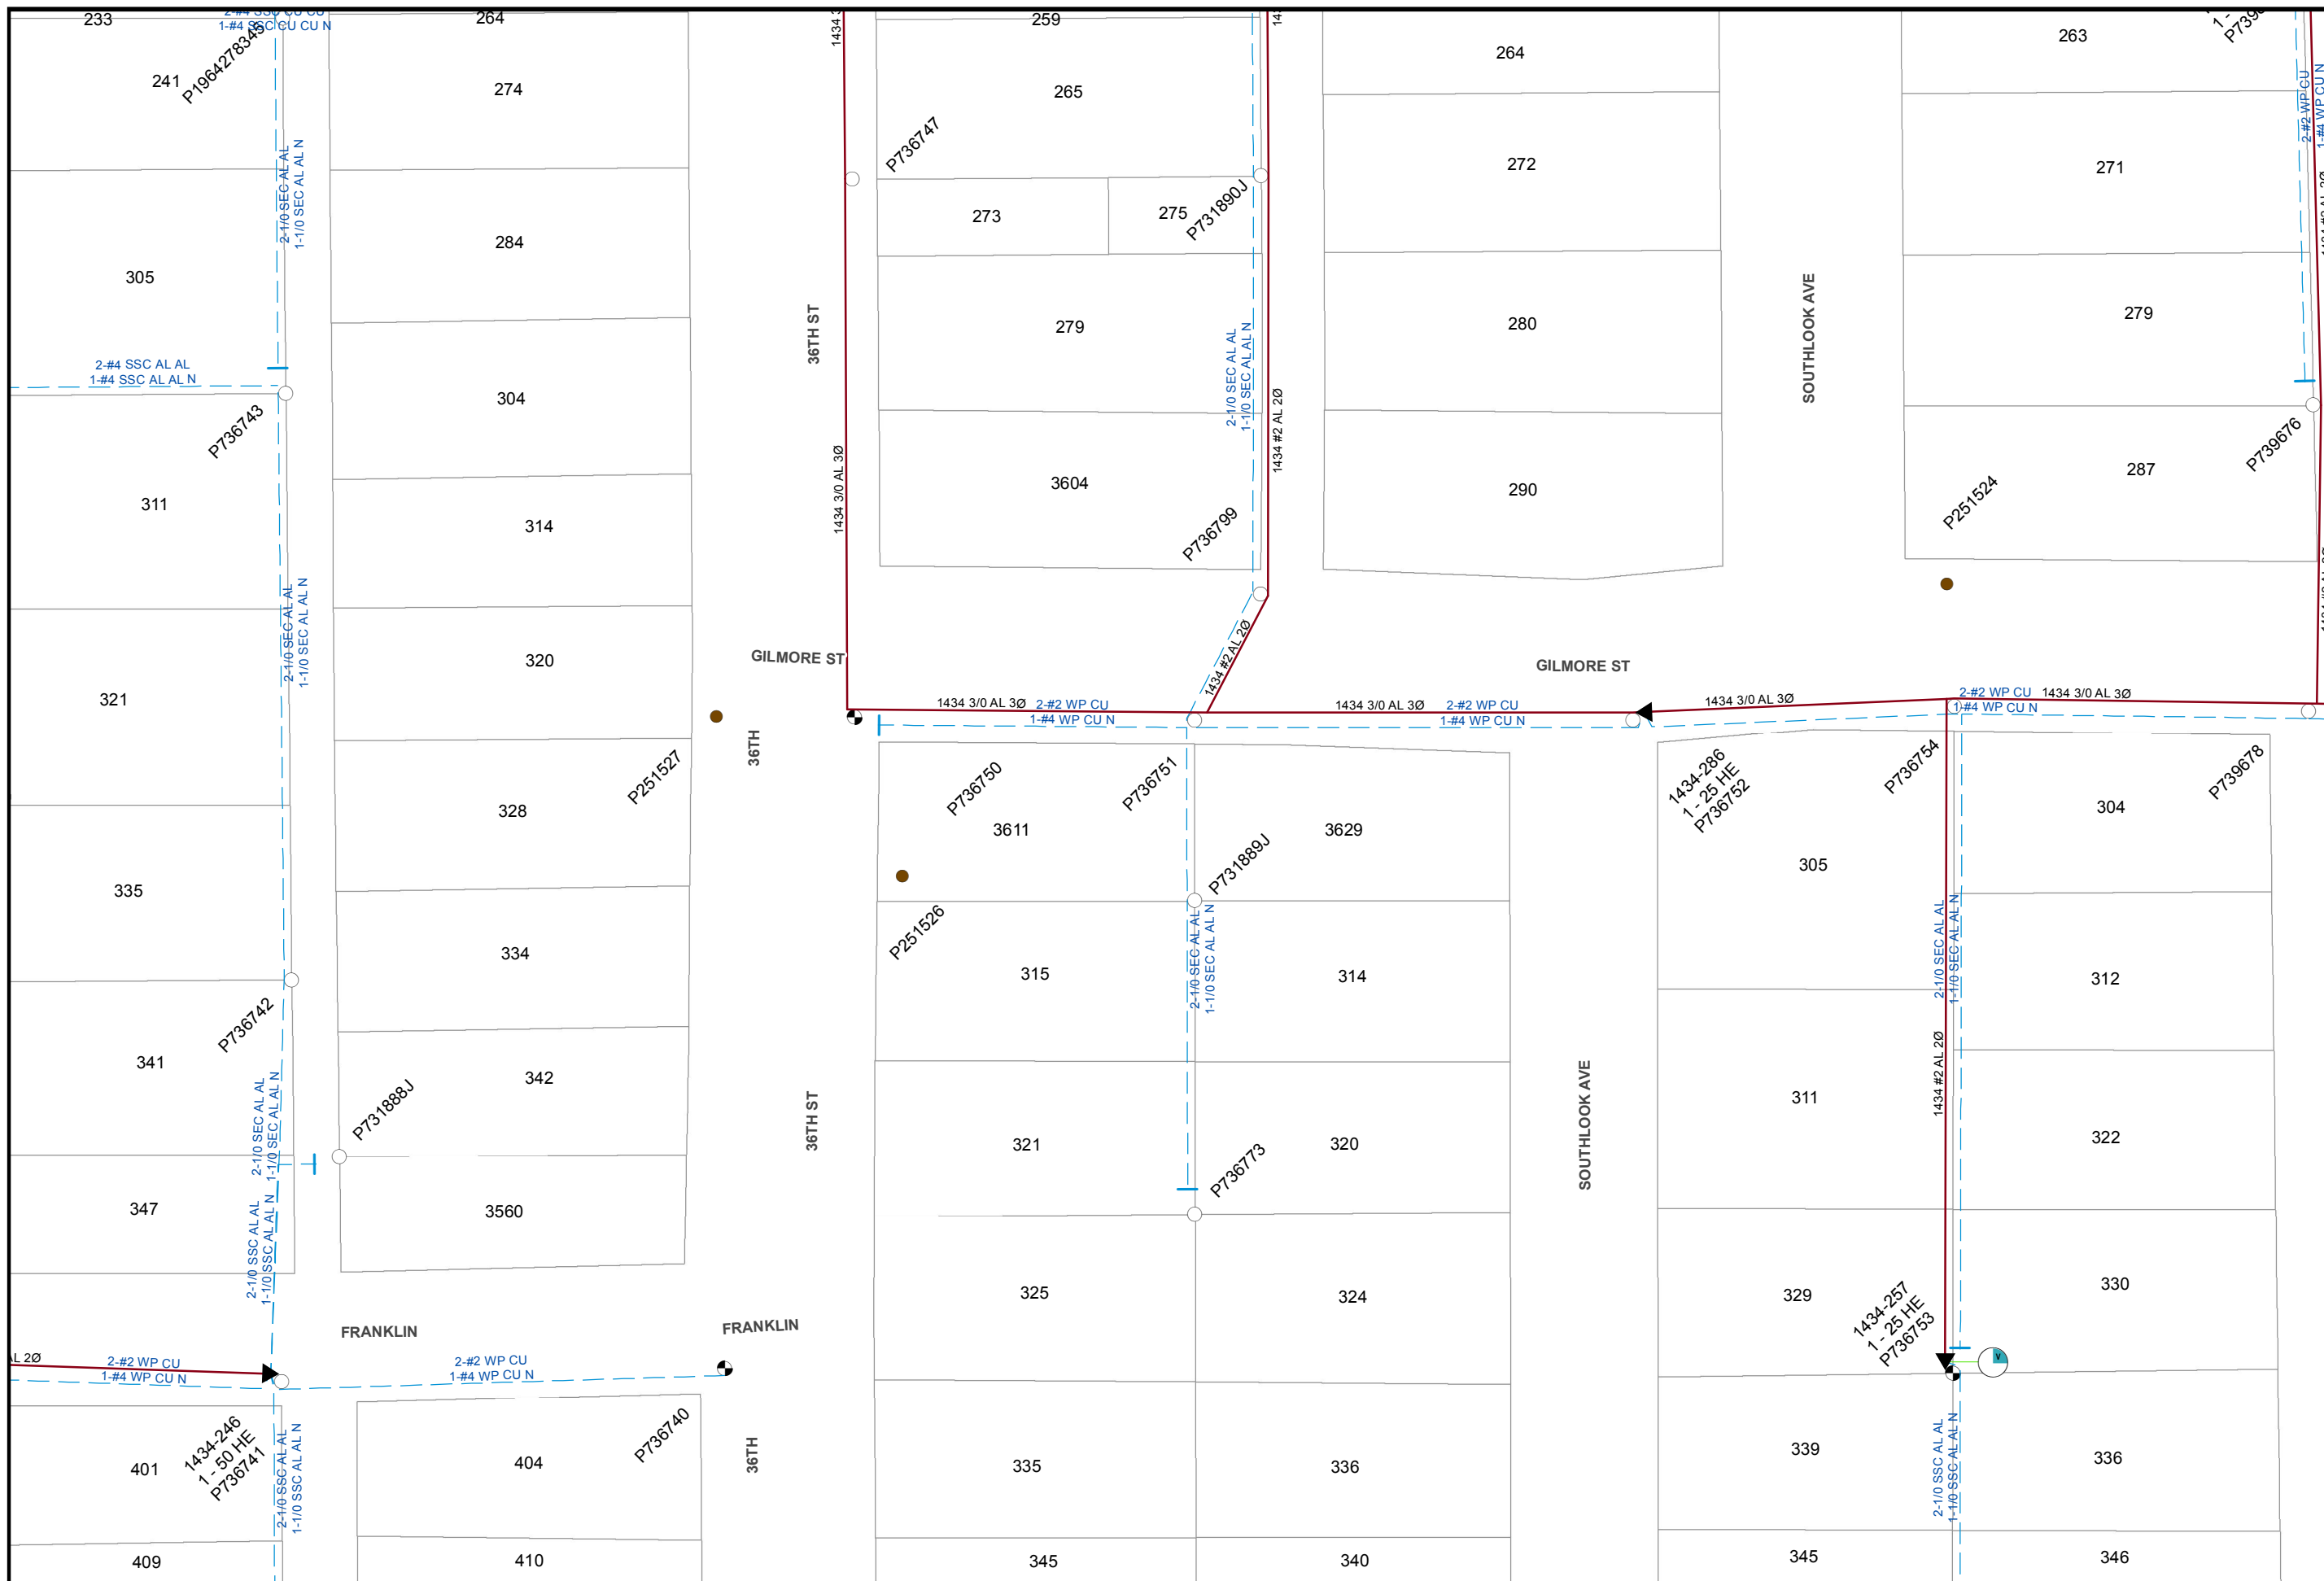 233
2-#4 SSC CU CU
1-#4 SSC CU CU N
264
259
264
263
241
P1964278345
274
265
2-#2 WP CU
1-#4 WP CU N
P736747
2-1/0 SEC AL AL
1-1/0 SEC AL AL N
272
271
284
273
275
P731890J
305
36TH ST
279
280
SOUTHLOOK AVE
279
2-#4 SSC AL AL
1-#4 SSC AL AL N
2-1/0 SEC AL AL
1-1/0 SEC AL AL N
1434 #2 AL 2Ø
304
P736743
P739676
311
1434 3/0 AL 3Ø
3604
290
287
P251524
314
P736799
2-1/0 SEC AL AL
1-1/0 SEC AL AL N
320
GILMORE ST
1434 #2 AL 2Ø
GILMORE ST
321
1434 3/0 AL 3Ø
2-#2 WP CU
1-#4 WP CU N
1434 3/0 AL 3Ø
2-#2 WP CU
1-#4 WP CU N
1434 3/0 AL 3Ø
2-#2 WP CU
1-#4 WP CU N
1434 3/0 AL 3Ø
36TH
P251527
P736750
P736751
1434-286
1 - 25 HE
P736752
P736754
P739678
328
3611
3629
304
335
P731889J
305
P251526
334
2-1/0 SEC AL AL
1-1/0 SEC AL AL N
2-1/0 SEC AL AL
1-1/0 SEC AL AL N
315
314
312
P736742
341
342
1434 #2 AL 2Ø
P731888J
2-1/0 SEC AL AL
1-1/0 SEC AL AL N
36TH ST
SOUTHLOOK AVE
311
321
320
322
P736773
347
3560
2-1/0 SSC AL AL
1-1/0 SSC AL AL N
325
324
329
330
1434-257
1 - 25 HE
P736753
FRANKLIN
FRANKLIN
V
AL 2Ø
2-#2 WP CU
1-#4 WP CU N
2-#2 WP CU
1-#4 WP CU N
1434-246
1 - 50 HE
P736741
P736740
36TH
401
2-1/0 SSC AL AL
1-1/0 SSC AL AL N
404
335
336
339
2-1/0 SSC AL AL
1-1/0 SSC AL AL N
336
409
410
345
340
345
346